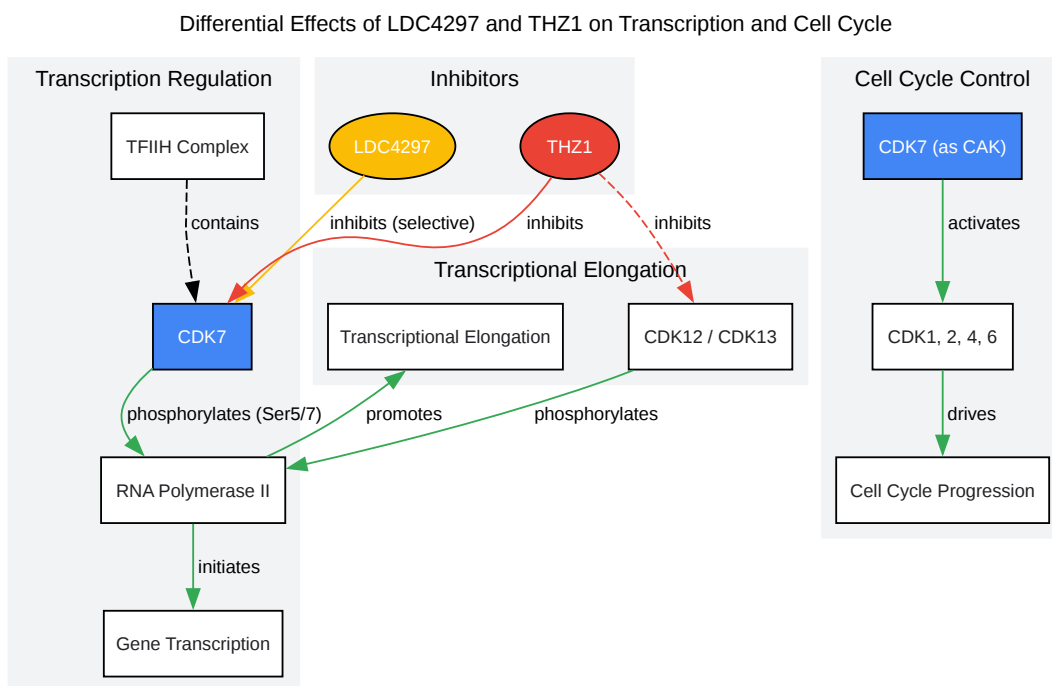 Differential Effects of LDC4297 and THZ1 on Transcription and Cell Cycle
Transcription Regulation
Inhibitors
Cell Cycle Control
TFIIH Complex
LDC4297
THZ1
CDK7 (as CAK)
contains
inhibits (selective)
inhibits
inhibits
activates
Transcriptional Elongation
CDK7
Transcriptional Elongation
CDK12 / CDK13
CDK1, 2, 4, 6
phosphorylates (Ser5/7)
promotes
phosphorylates
drives
RNA Polymerase II
Cell Cycle Progression
initiates
Gene Transcription